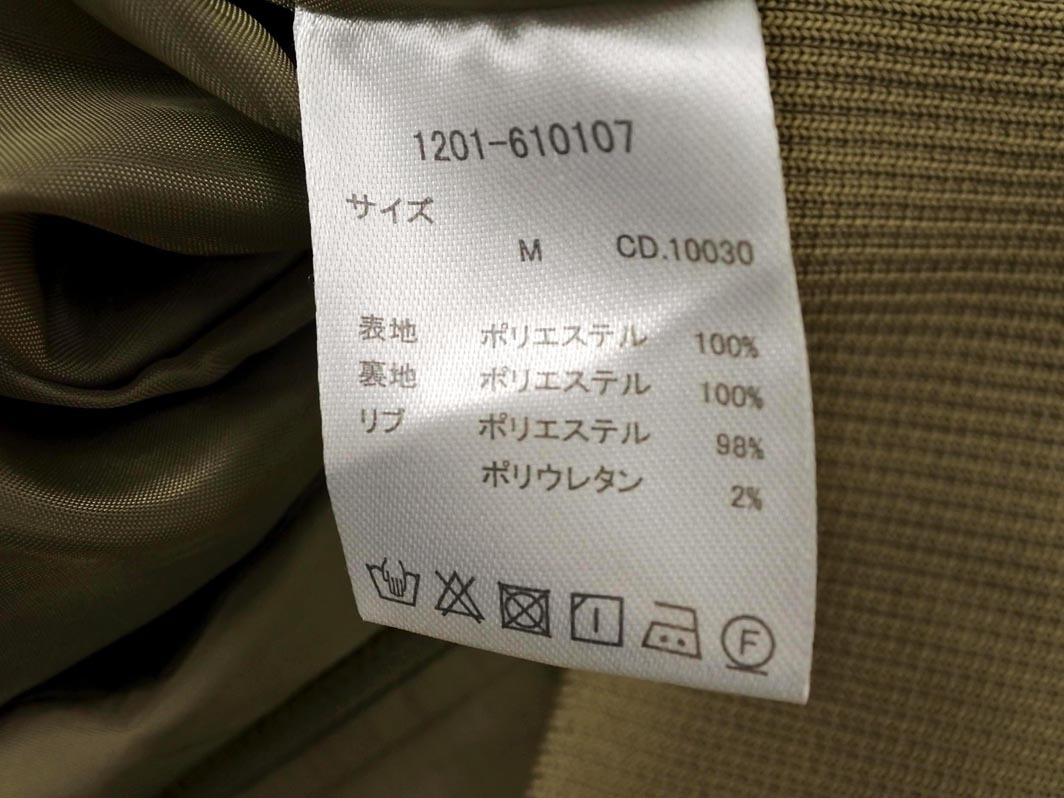 1201-610107
サイズ
M CD.10030
表地 ポリエステル 100%
裏地 ポリエステル 100%
リブ ポリエステル 98%
ポリウレタン 2%
F